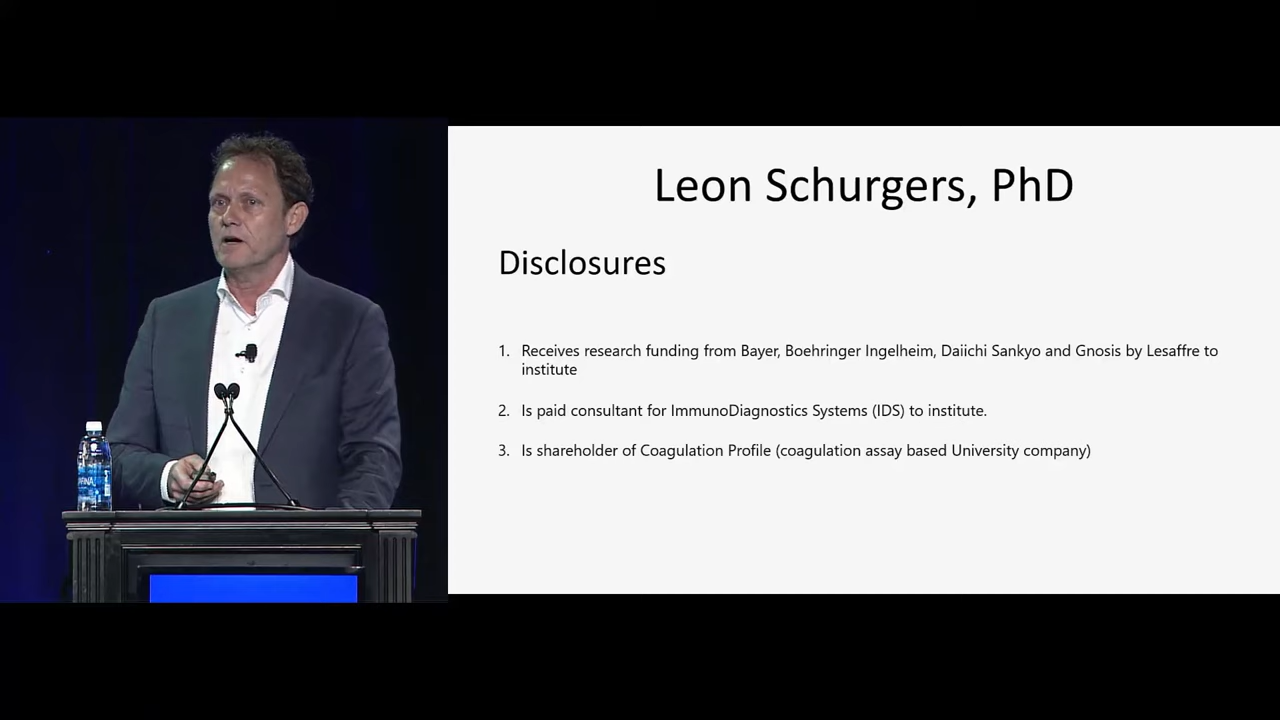 Leon Schurgers, PhD
Disclosures
1. Receives research funding from Bayer, Boehringer Ingelheim, Daiichi Sankyo and Gnosis by Lesaffre to
institute
2. Is paid consultant for ImmunoDiagnostics Systems (IDS) to institute.
3. Is shareholder of Coagulation Profile (coagulation assay based University company)